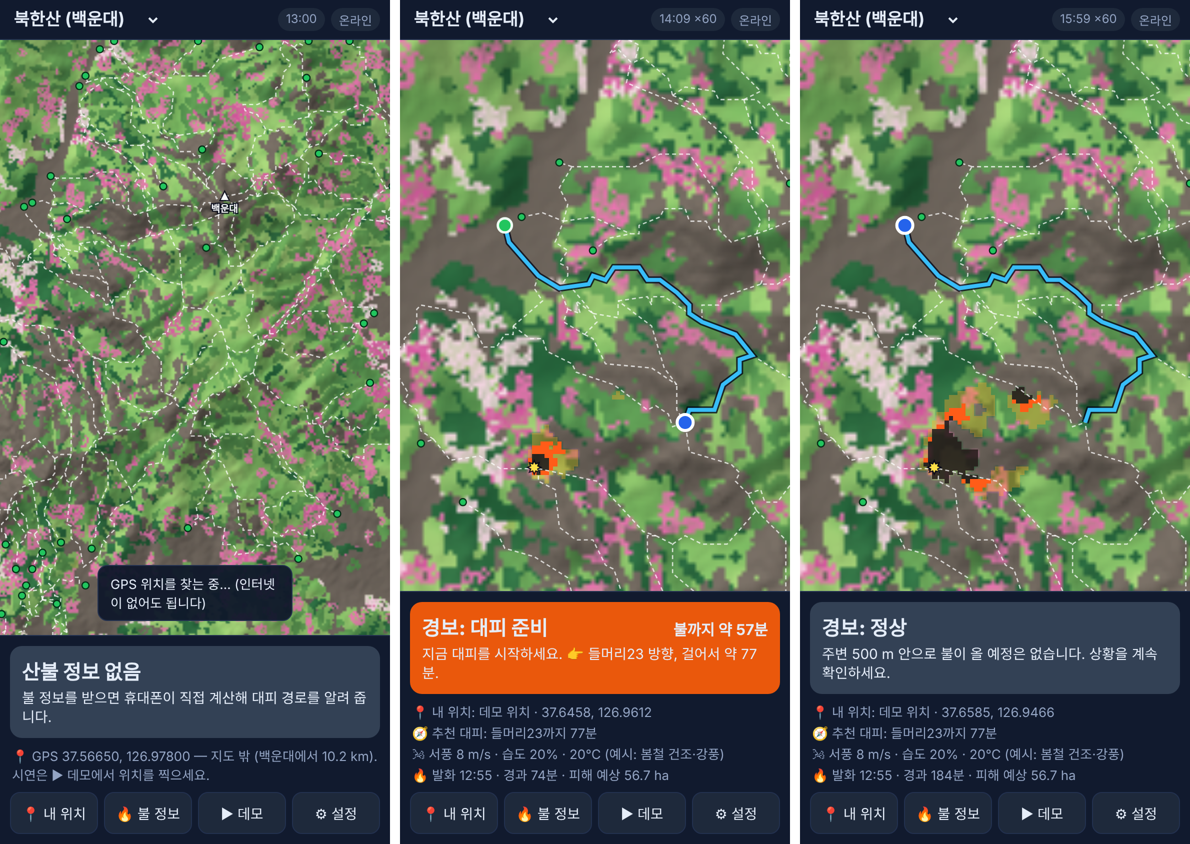 북한산 (백운대)
13:00
온라인
백운대
GPS 위치를 찾는 중... (인터넷
이 없어도 됩니다)
산불 정보 없음
불 정보를 받으면 휴대폰이 직접 계산해 대피 경로를 알려 줍
니다.
📍 GPS 37.56650, 126.97800 — 지도 밖 (백운대에서 10.2 km).
시연은 ▶ 데모에서 위치를 찍으세요.
📍 내 위치
🔥 불 정보
▶ 데모
⚙ 설정
북한산 (백운대)
14:09 ×60
온라인
경보: 대피 준비
불까지 약 57분
지금 대피를 시작하세요. 👉 들머리23 방향, 걸어서 약 77
분.
📍 내 위치: 데모 위치 · 37.6458, 126.9612
🧭 추천 대피: 들머리23까지 77분
🌬 서풍 8 m/s · 습도 20% · 20°C (예시: 봄철 건조·강풍)
🔥 발화 12:55 · 경과 74분 · 피해 예상 56.7 ha
📍 내 위치
🔥 불 정보
▶ 데모
⚙ 설정
북한산 (백운대)
15:59 ×60
온라인
경보: 정상
주변 500 m 안으로 불이 올 예정은 없습니다. 상황을 계속
확인하세요.
📍 내 위치: 데모 위치 · 37.6585, 126.9466
🧭 추천 대피: 들머리23까지 77분
🌬 서풍 8 m/s · 습도 20% · 20°C (예시: 봄철 건조·강풍)
🔥 발화 12:55 · 경과 184분 · 피해 예상 56.7 ha
📍 내 위치
🔥 불 정보
▶ 데모
⚙ 설정